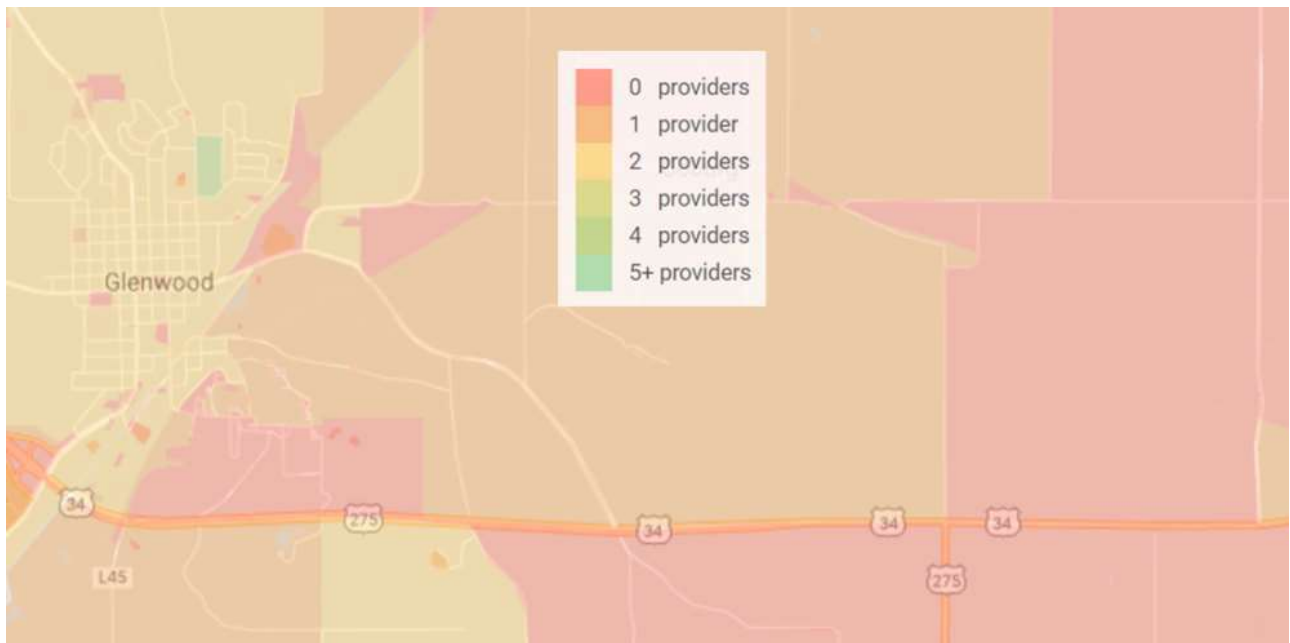 0 providers
1 provider
2 providers
3 providers
4 providers
5+ providers
Glenwood
34
275
34
34
34
L45
275